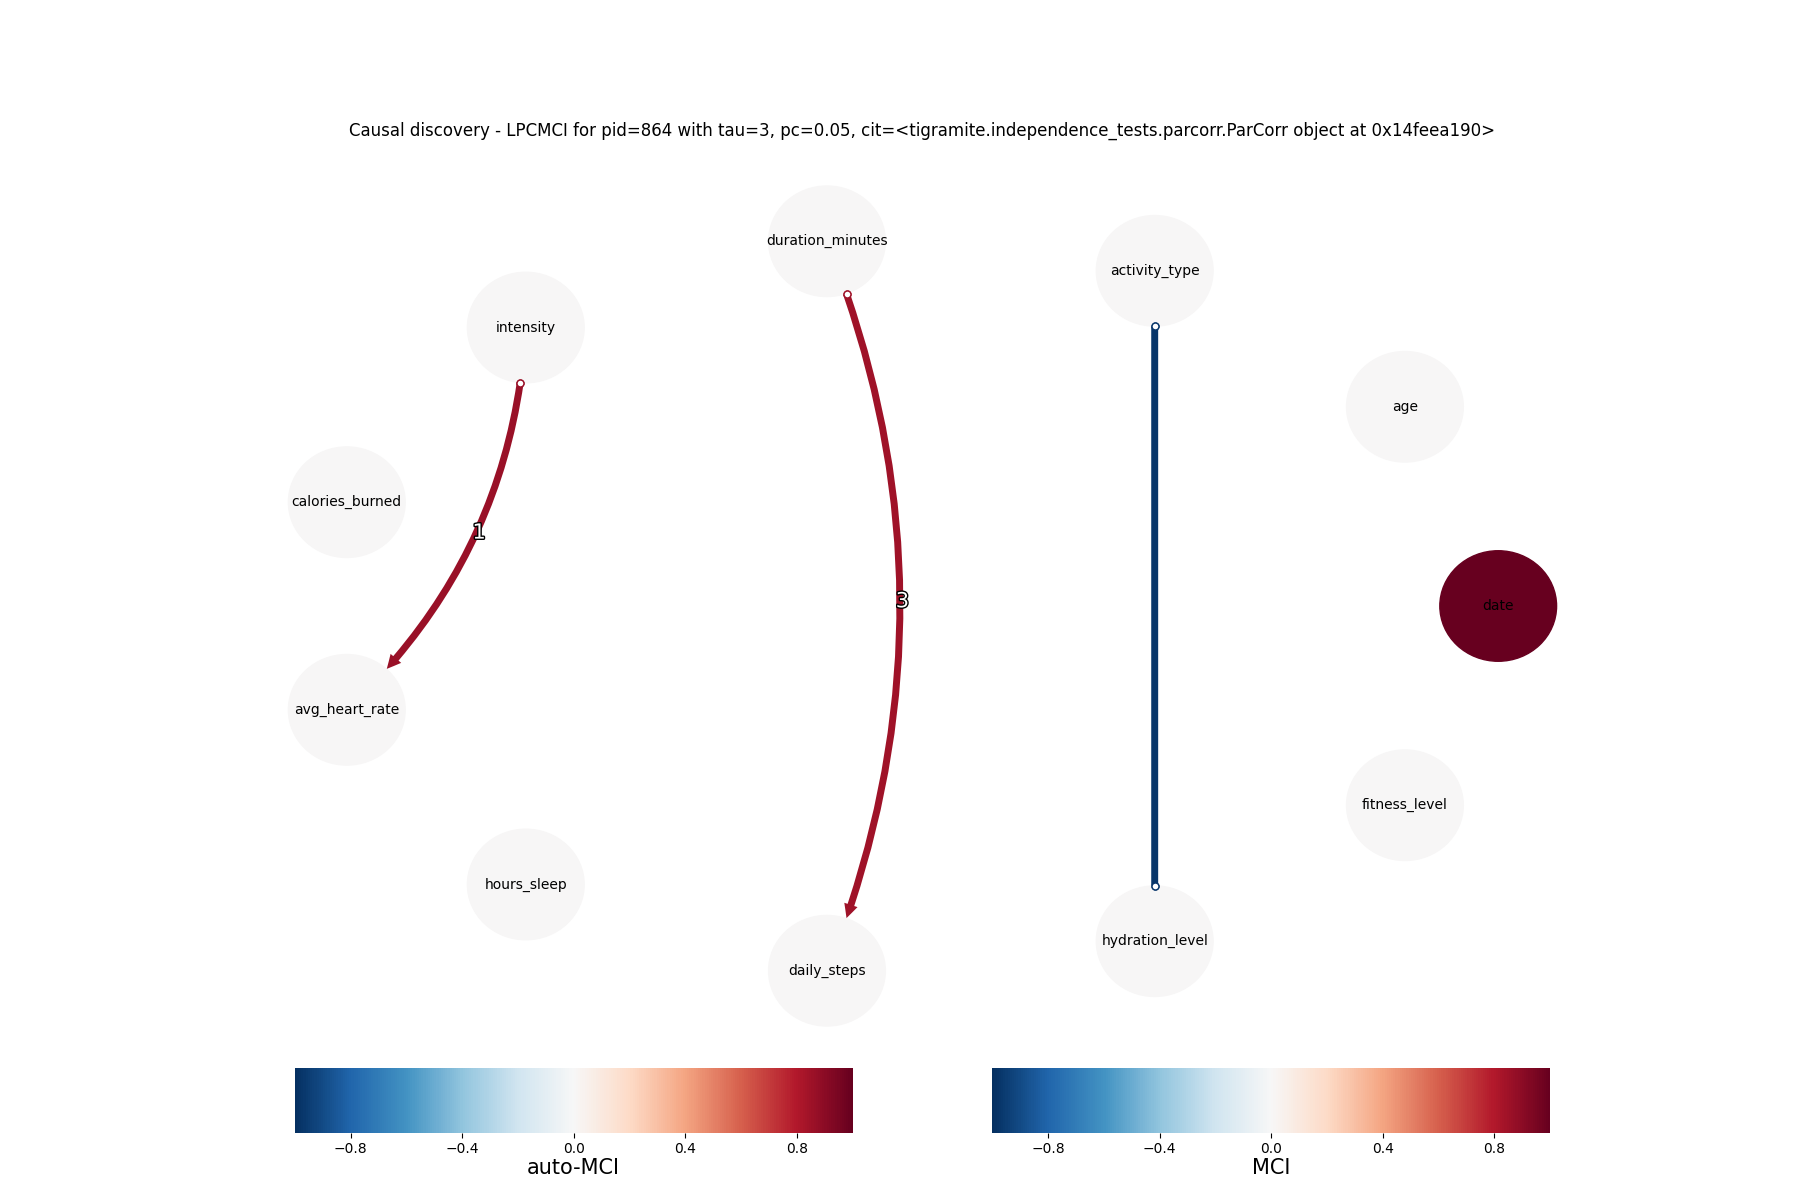 Causal discovery - LPCMCI for pid=864 with tau=3, pc=0.05, cit=<tigramite.independence_tests.parcorr.ParCorr object at 0x14feea190>
duration_minutes
activity_type
intensity
age
calories_burned
1
3
date
avg_heart_rate
fitness_level
hours_sleep
hydration_level
daily_steps
−0.8 −0.4 0.0 0.4 0.8
auto-MCI
−0.8 −0.4 0.0 0.4 0.8
MCI